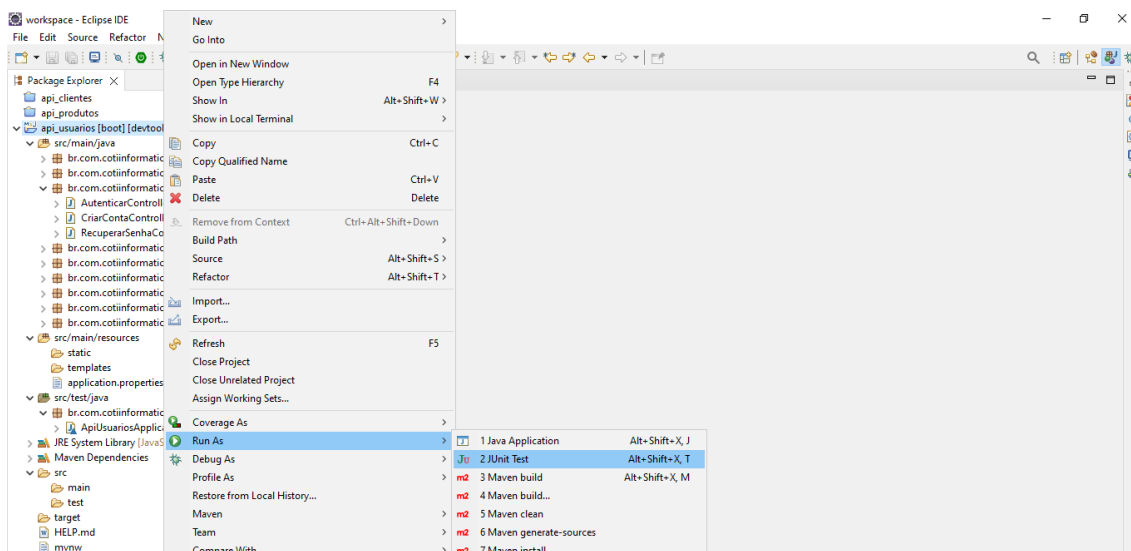 workspace - Eclipse IDE
File Edit Source Refactor
Package Explorer
api_clientes
api_produtos
api_usuarios [boot] [devtool
src/main/java
br.com.cotiinformatic
br.com.cotiinformatic
br.com.cotiinformatic
AutenticarControll
CriarContaControll
RecuperarSenhaCo
br.com.cotiinformatic
br.com.cotiinformatic
br.com.cotiinformatic
br.com.cotiinformatic
br.com.cotiinformatic
br.com.cotiinformatic
src/main/resources
static
templates
application.properties
src/test/java
br.com.cotiinformatic
ApiUsuariosApplica
JRE System Library [JavaS
Maven Dependencies
src
main
test
target
HELP.md
mvnw
New
Go Into
Open in New Window
Open Type Hierarchy F4
Show In Alt+Shift+W
Show in Local Terminal
Copy Ctrl+C
Copy Qualified Name
Paste Ctrl+V
Delete Delete
Remove from Context Ctrl+Alt+Shift+Down
Build Path
Source Alt+Shift+S
Refactor Alt+Shift+T
Import...
Export...
Refresh F5
Close Project
Close Unrelated Project
Assign Working Sets...
Coverage As
Run As
Debug As
Profile As
Restore from Local History...
Maven
Team
Compare With
1 Java Application Alt+Shift+X, J
2 JUnit Test Alt+Shift+X, T
3 Maven build Alt+Shift+X, M
4 Maven build...
5 Maven clean
6 Maven generate-sources
7 Maven install